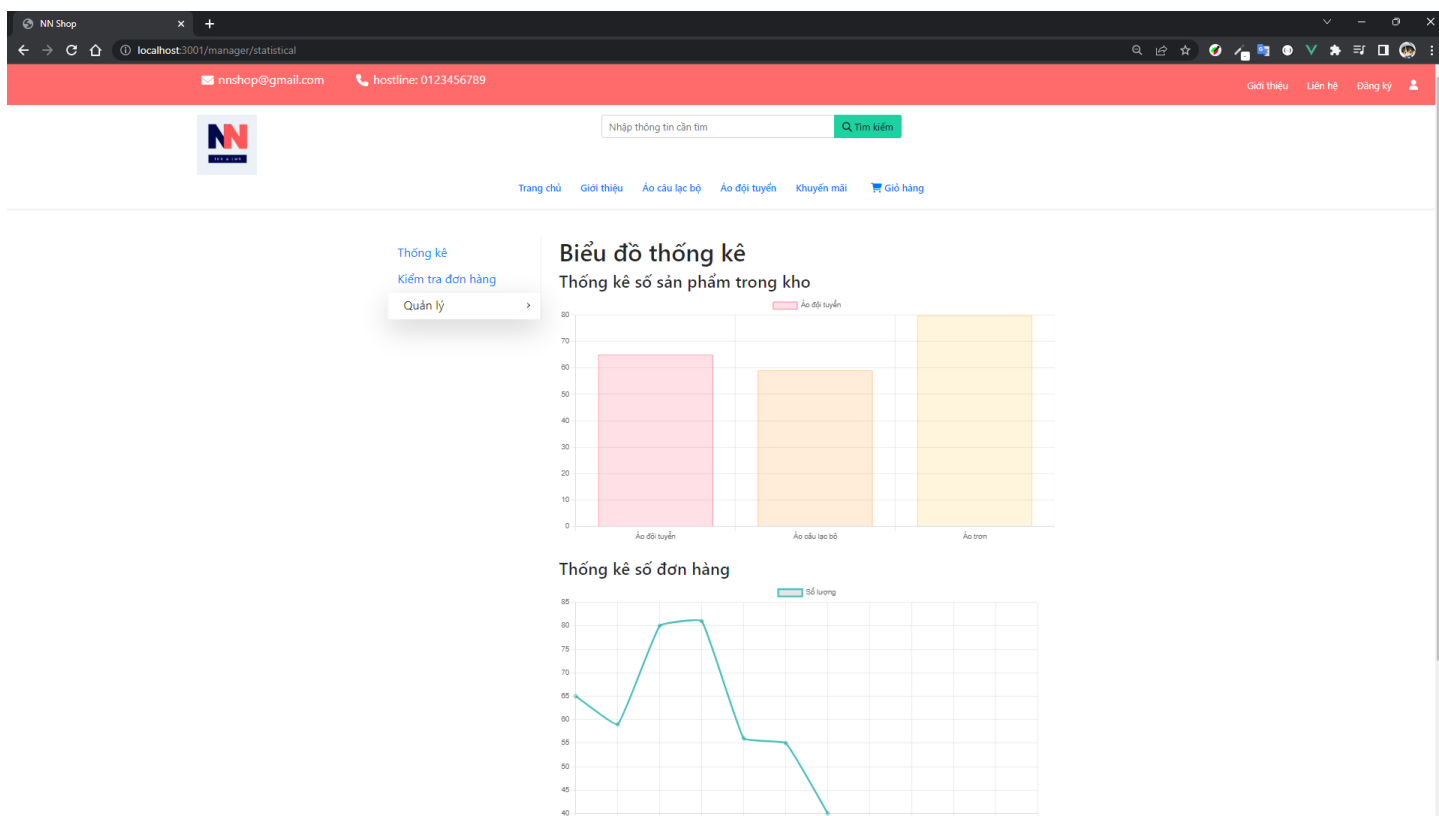 NN Shop
localhost:3001/manager/statistical
nnshop@gmail.com hostline: 0123456789
Giới thiệu Liên hệ Đăng ký
NN
Nhập thông tin cần tìm Tìm kiếm
Trang chủ Giới thiệu Áo câu lạc bộ Áo đội tuyển Khuyến mãi Giỏ hàng
Thống kê
Kiểm tra đơn hàng
Quản lý
Biểu đồ thống kê
Thống kê số sản phẩm trong kho
Áo đội tuyển
80
70
60
50
40
30
20
10
0
Áo đội tuyển Áo câu lạc bộ Áo trơn
Thống kê số đơn hàng
Số lượng
85
80
75
70
65
60
55
50
45
40